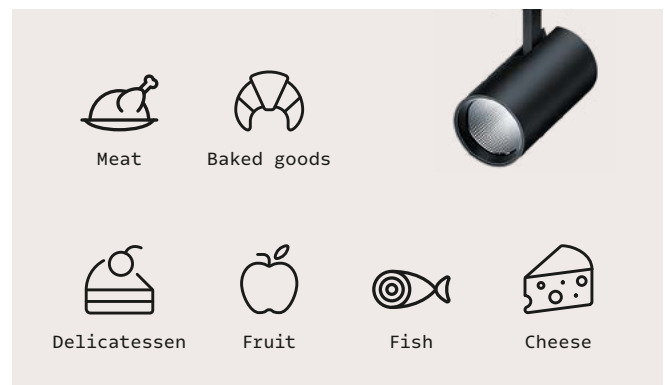 Meat
Baked goods
Delicatessen
Fruit
Fish
Cheese